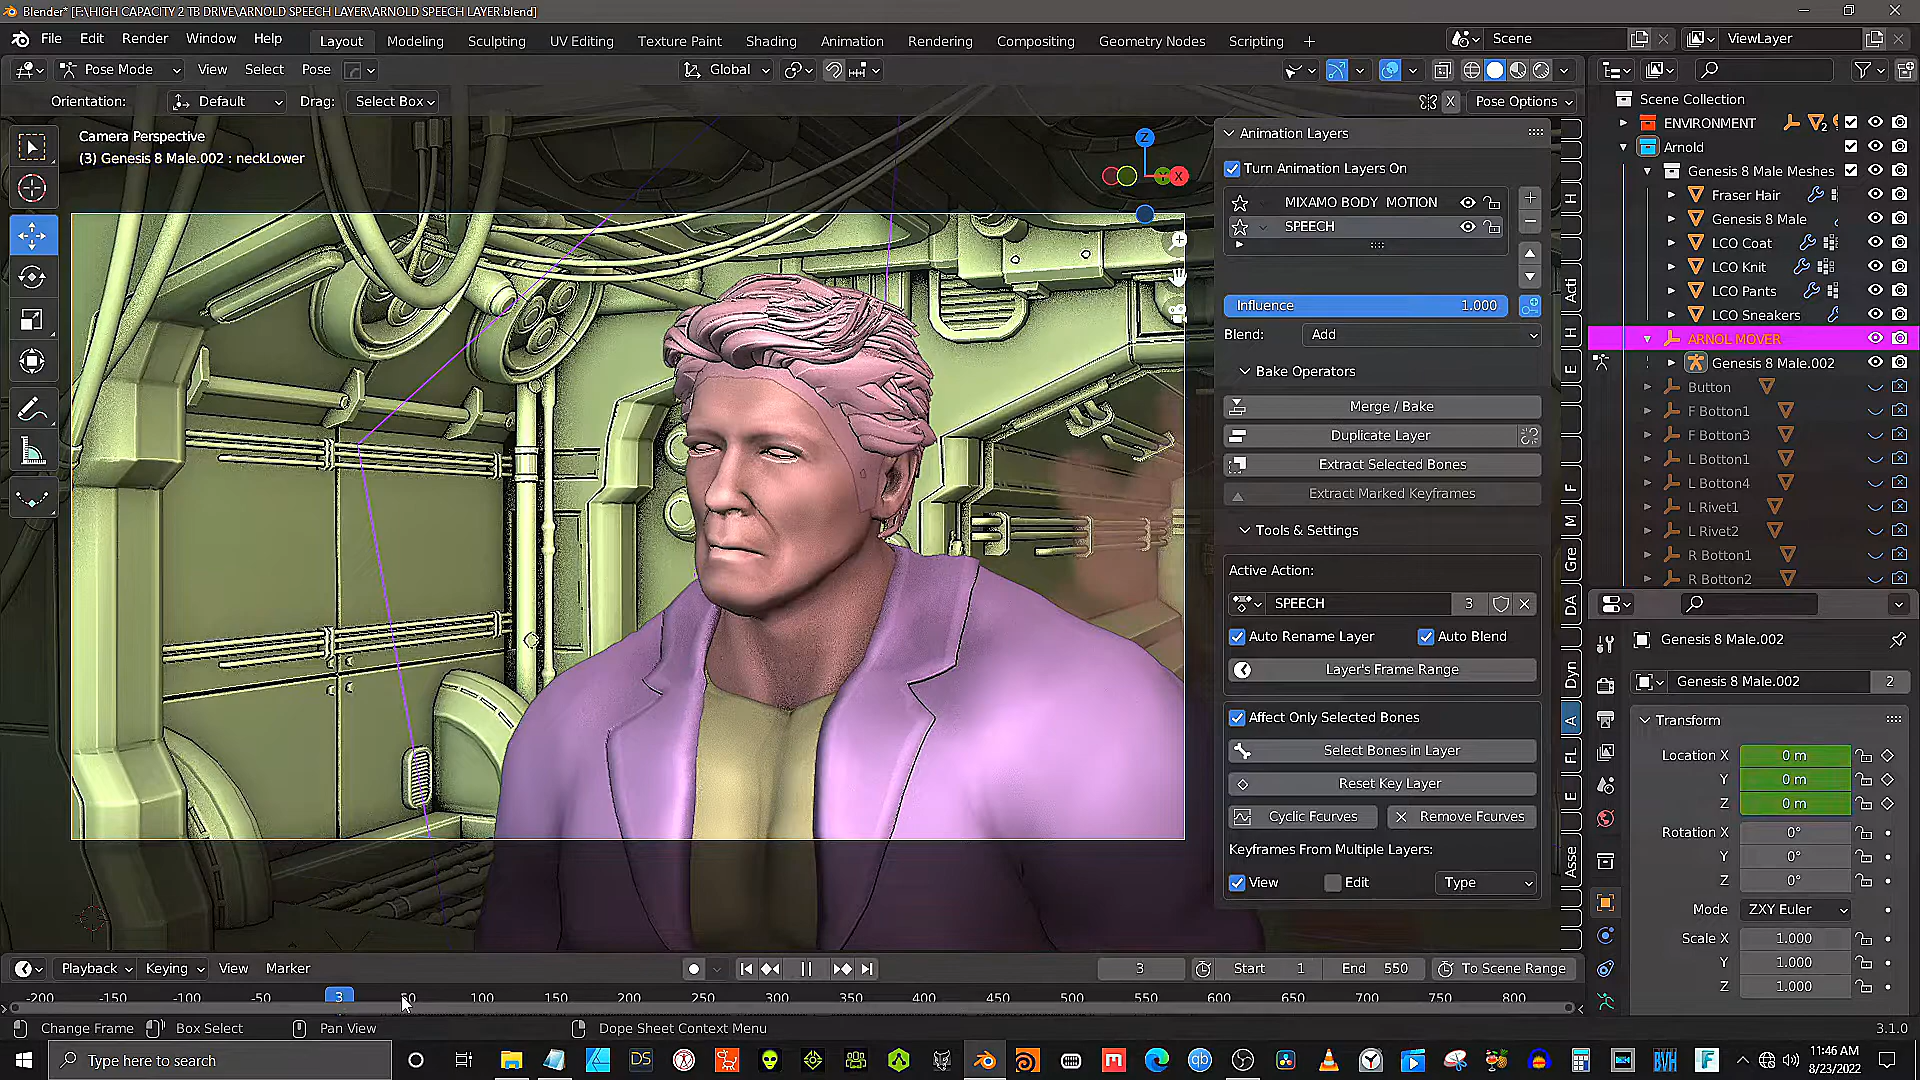 Blender* [F:\HIGH CAPACITY 2 TB DRIVE\ARNOLD SPEECH LAYER\ARNOLD SPEECH LAYER.blend]
File Edit Render Window Help Layout Modeling Sculpting UV Editing Texture Paint Shading Animation Rendering Compositing Geometry Nodes Scripting + Scene ViewLayer
Pose Mode View Select Pose Global
Orientation: Default Drag: Select Box X Pose Options
Camera Perspective
(3) Genesis 8 Male.002 : neckLower
Z
X
Animation Layers
Turn Animation Layers On
MIXAMO BODY MOTION
SPEECH
Influence 1.000
Blend: Add
Bake Operators
Merge / Bake
Duplicate Layer
Extract Selected Bones
Extract Marked Keyframes
Tools & Settings
Active Action:
SPEECH 3
Auto Rename Layer Auto Blend
Layer's Frame Range
Affect Only Selected Bones
Select Bones in Layer
Reset Key Layer
Cyclic Fcurves Remove Fcurves
Keyframes From Multiple Layers:
View Edit Type
H
Acti
H
E
F
M
Gre
DA
Dyn
A
FL
E
Asse
Scene Collection
ENVIRONMENT 2
Arnold
Genesis 8 Male Meshes
Fraser Hair
Genesis 8 Male
LCO Coat
LCO Knit
LCO Pants
LCO Sneakers
ARNOL MOVER
Genesis 8 Male.002
Button
F Botton1
F Botton3
L Botton1
L Botton4
L Rivet1
L Rivet2
R Botton1
R Botton2
Genesis 8 Male.002
Genesis 8 Male.002 2
Transform
Location X 0 m
Y 0 m
Z 0 m
Rotation X 0°
Y 0°
Z 0°
Mode ZXY Euler
Scale X 1.000
Y 1.000
Z 1.000
Playback Keying View Marker 3 Start 1 End 550 To Scene Range
-200 -150 -100 -50 3 50 100 150 200 250 300 350 400 450 500 550 600 650 700 750 800
Change Frame Box Select Pan View Dope Sheet Context Menu 3.1.0
Type here to search DS M qb BVH F 11:46 AM
8/23/2022